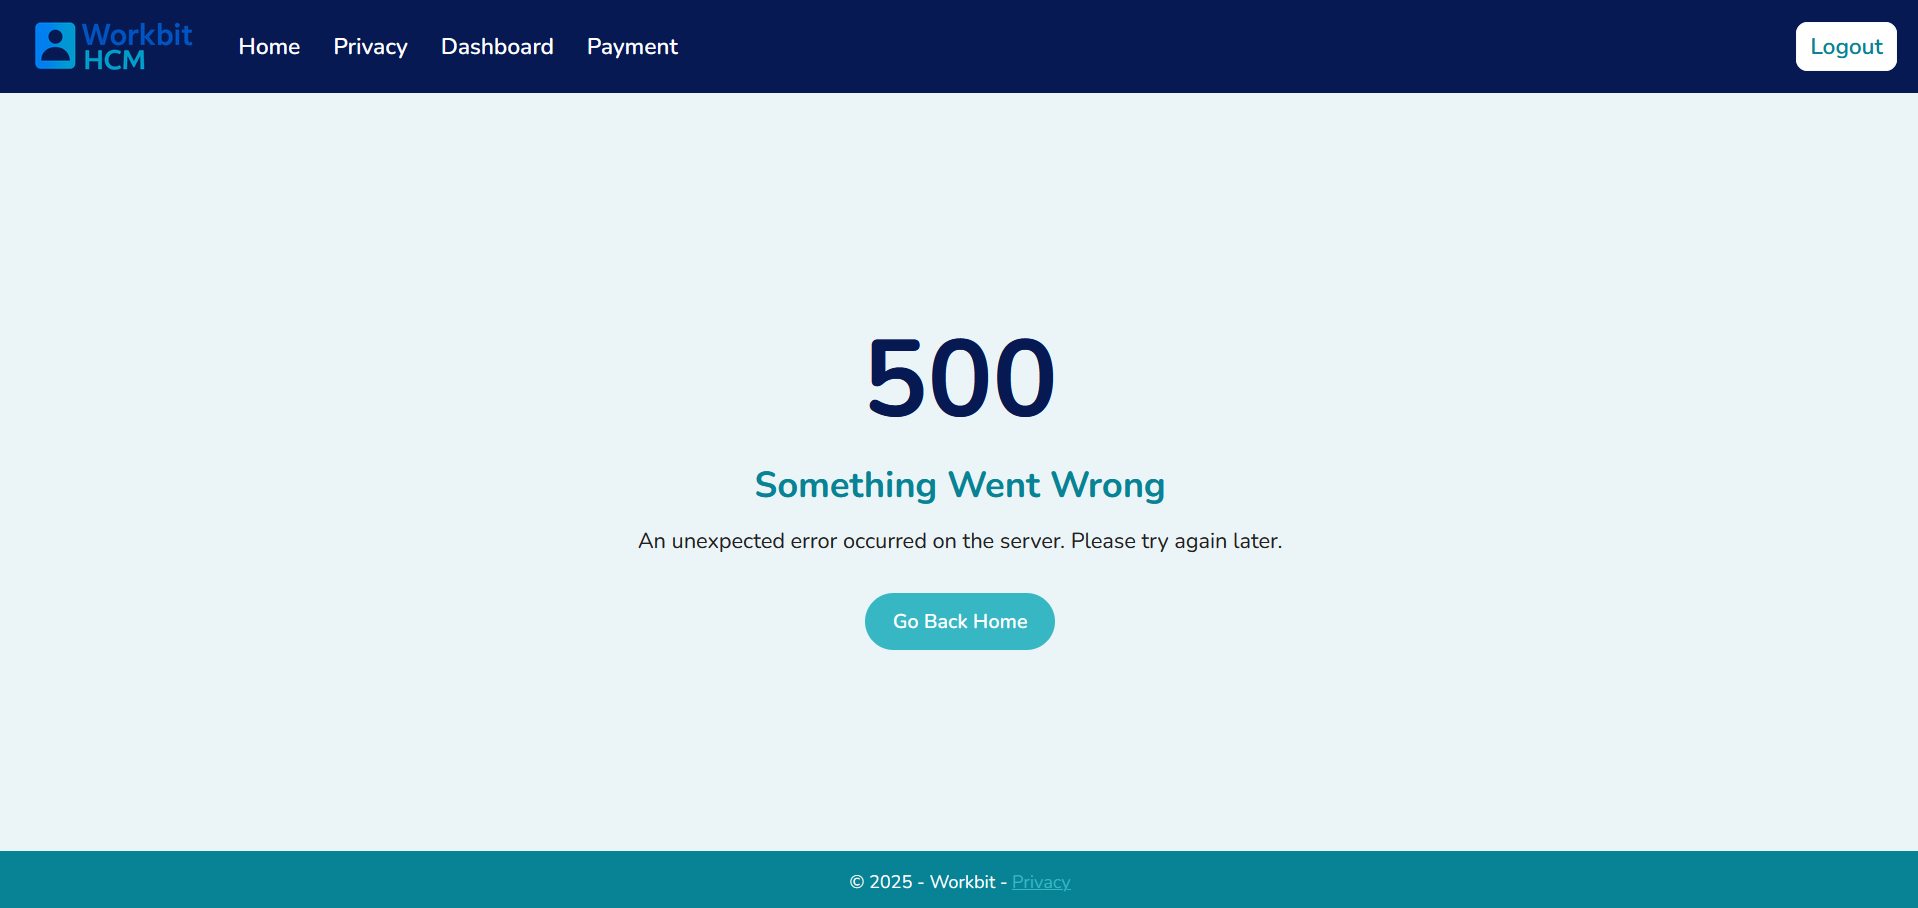 Workbit
HCM
Home Privacy Dashboard Payment
Logout
500
Something Went Wrong
An unexpected error occurred on the server. Please try again later.
Go Back Home
© 2025 - Workbit - Privacy